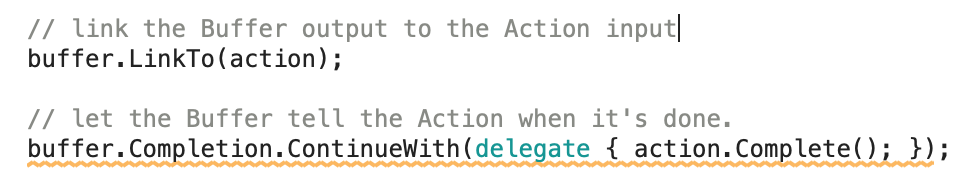 // link the Buffer output to the Action input
buffer.LinkTo(action);
// let the Buffer tell the Action when it's done.
buffer.Completion.ContinueWith(delegate { action.Complete(); });